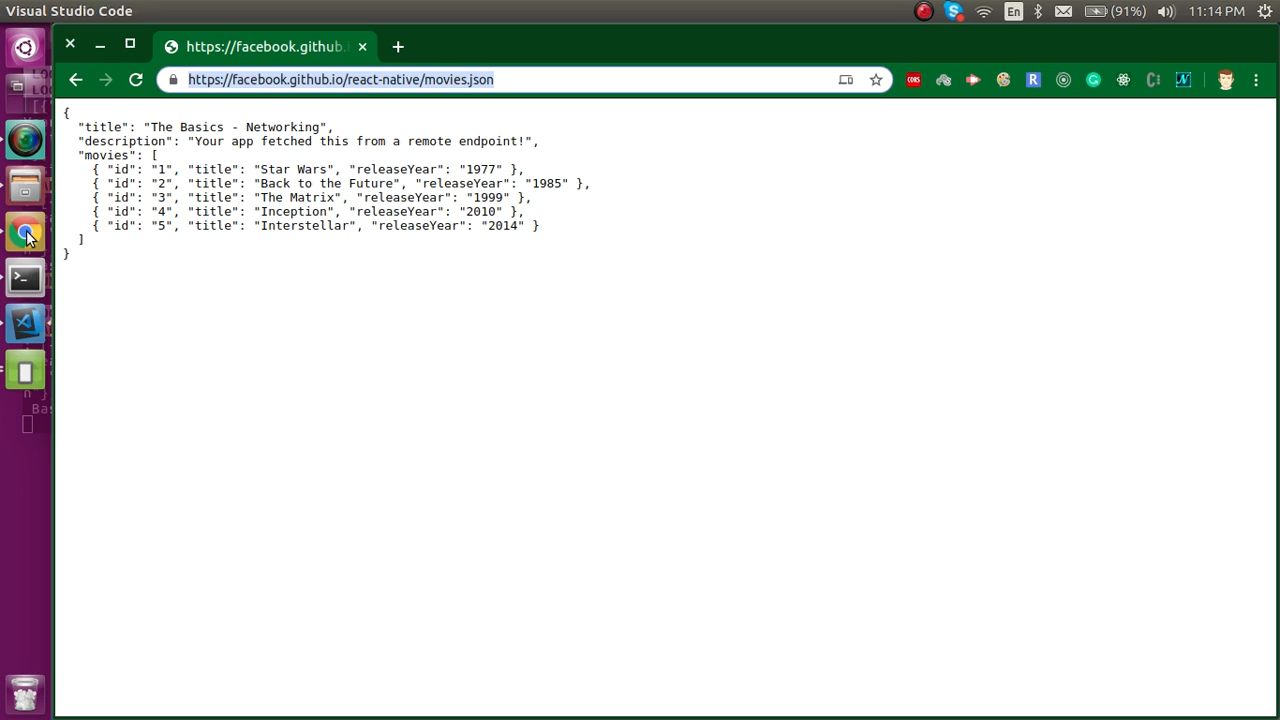 Visual Studio Code
En
(91%)
11:14 PM
https://facebook.github.
https://facebook.github.io/react-native/movies.json
CORS
R
{
"title": "The Basics - Networking",
"description": "Your app fetched this from a remote endpoint!",
"movies": [
{ "id": "1", "title": "Star Wars", "releaseYear": "1977" },
{ "id": "2", "title": "Back to the Future", "releaseYear": "1985" },
{ "id": "3", "title": "The Matrix", "releaseYear": "1999" },
{ "id": "4", "title": "Inception", "releaseYear": "2010" },
{ "id": "5", "title": "Interstellar", "releaseYear": "2014" }
]
}